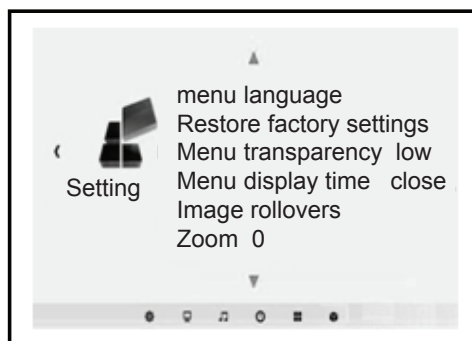 menu language
Restore factory settings
Menu transparency low
Setting
Menu display time close
Image rollovers
Zoom 0